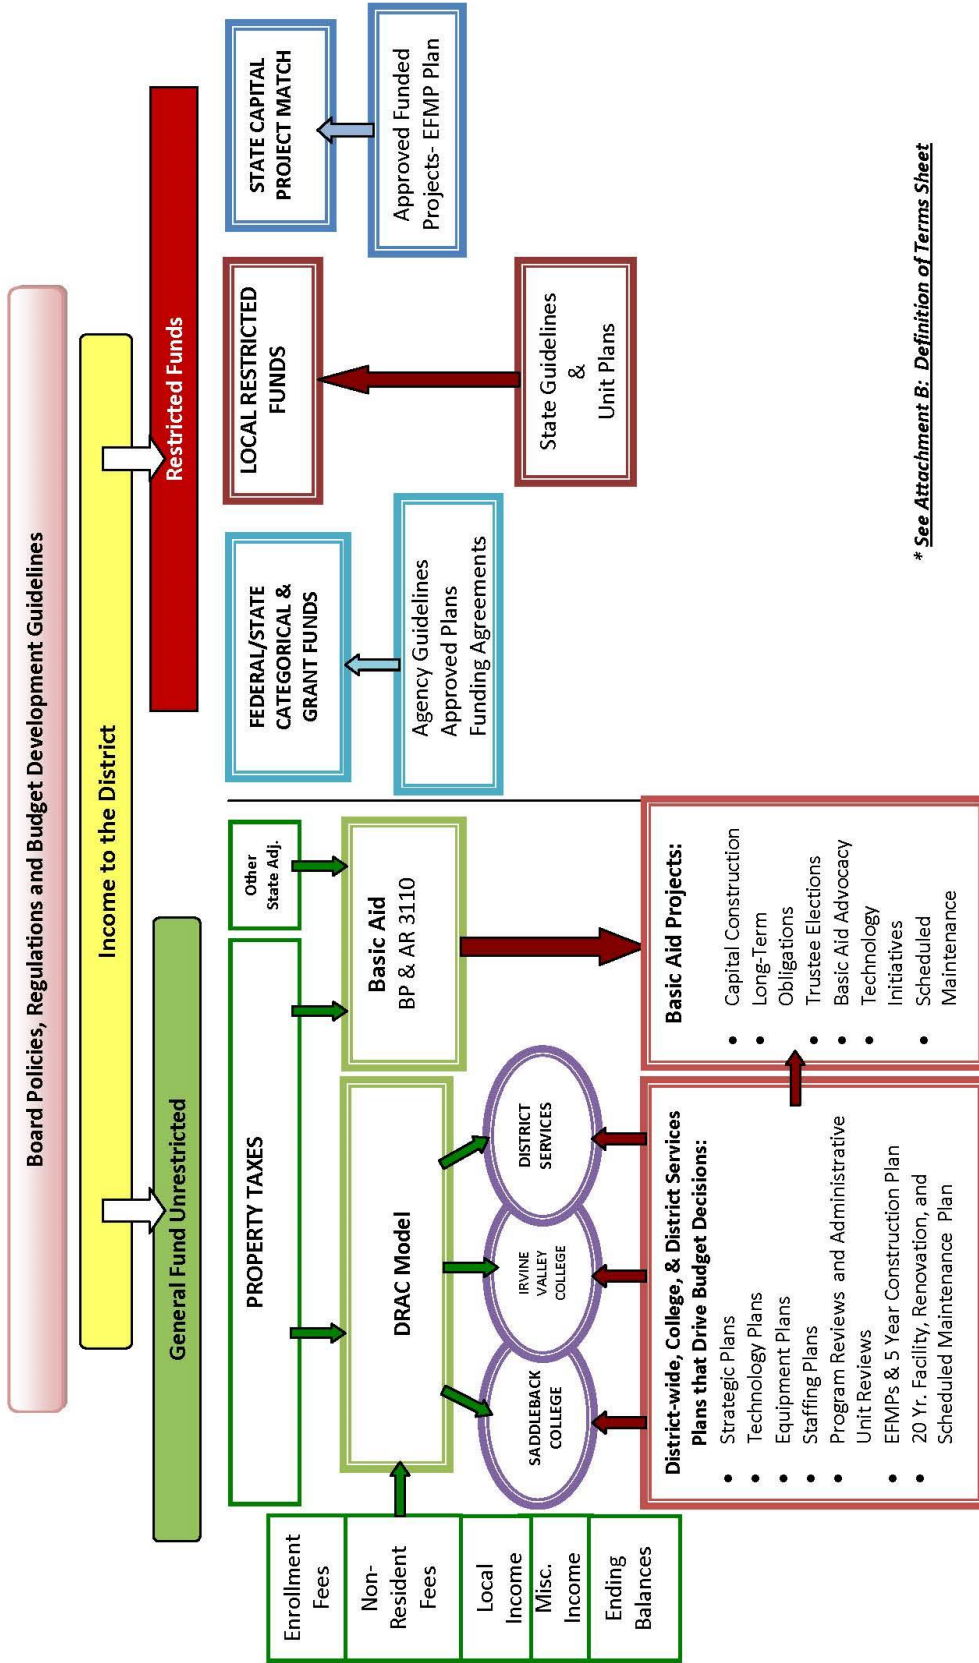 Board Policies, Regulations and Budget Development Guidelines
Income to the District
General Fund Unrestricted
Restricted Funds
PROPERTY TAXES
Other
State Adj.
Enrollment
Fees
Non-
Resident
Fees
Local
Income
Misc.
Income
Ending
Balances
DRAC Model
Basic Aid
BP & AR 3110
SADDLEBACK
COLLEGE
IRVINE
VALLEY
COLLEGE
DISTRICT
SERVICES
District-wide, College, & District Services
Plans that Drive Budget Decisions:
• Strategic Plans
• Technology Plans
• Equipment Plans
• Staffing Plans
• Program Reviews and Administrative
Unit Reviews
• EFMPs & 5 Year Construction Plan
• 20 Yr. Facility, Renovation, and
Scheduled Maintenance Plan
Basic Aid Projects:
• Capital Construction
• Long-Term
Obligations
• Trustee Elections
• Basic Aid Advocacy
• Technology
Initiatives
• Scheduled
Maintenance
FEDERAL/STATE
CATEGORICAL &
GRANT FUNDS
Agency Guidelines
Approved Plans
Funding Agreements
LOCAL RESTRICTED
FUNDS
State Guidelines
&
Unit Plans
STATE CAPITAL
PROJECT MATCH
Approved Funded
Projects- EFMP Plan
* See Attachment B: Definition of Terms Sheet